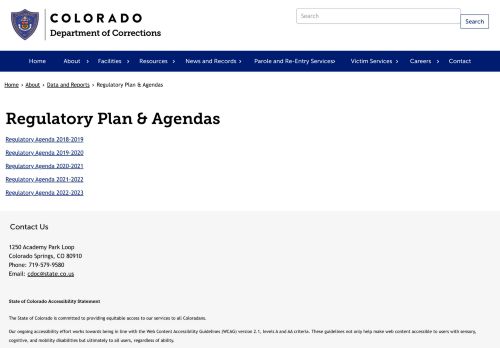 COLORADO
Department of Corrections
Search
Search
Home About › Facilities › Resources › News and Records › Parole and Re-Entry Services› Victim Services › Careers › Contact
Home › About › Data and Reports › Regulatory Plan & Agendas
Regulatory Plan & Agendas
Regulatory Agenda 2018-2019
Regulatory Agenda 2019-2020
Regulatory Agenda 2020-2021
Regulatory Agenda 2021-2022
Regulatory Agenda 2022-2023
Contact Us
1250 Academy Park Loop
Colorado Springs, CO 80910
Phone: 719-579-9580
Email: cdoc@state.co.us
State of Colorado Accessibility Statement
The State of Colorado is committed to providing equitable access to our services to all Coloradans.
Our ongoing accessibility effort works towards being in line with the Web Content Accessibility Guidelines (WCAG) version 2.1, levels A and AA criteria. These guidelines not only help make web content accessible to users with sensory,
cognitive, and mobility disabilities but ultimately to all users, regardless of ability.